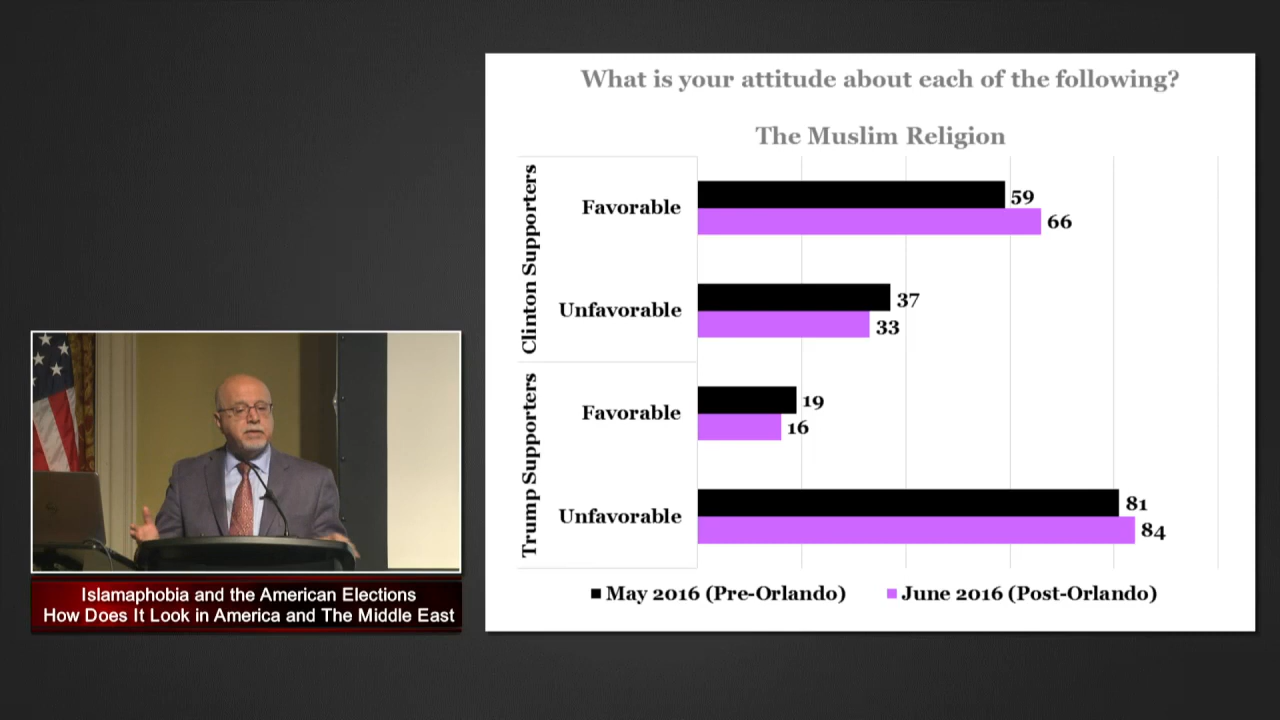 What is your attitude about each of the following?
The Muslim Religion
Clinton Supporters
Favorable
59
66
Unfavorable
37
33
Trump Supporters
Favorable
19
16
Unfavorable
81
84
May 2016 (Pre-Orlando)
June 2016 (Post-Orlando)
Islamaphobia and the American Elections
How Does It Look in America and The Middle East